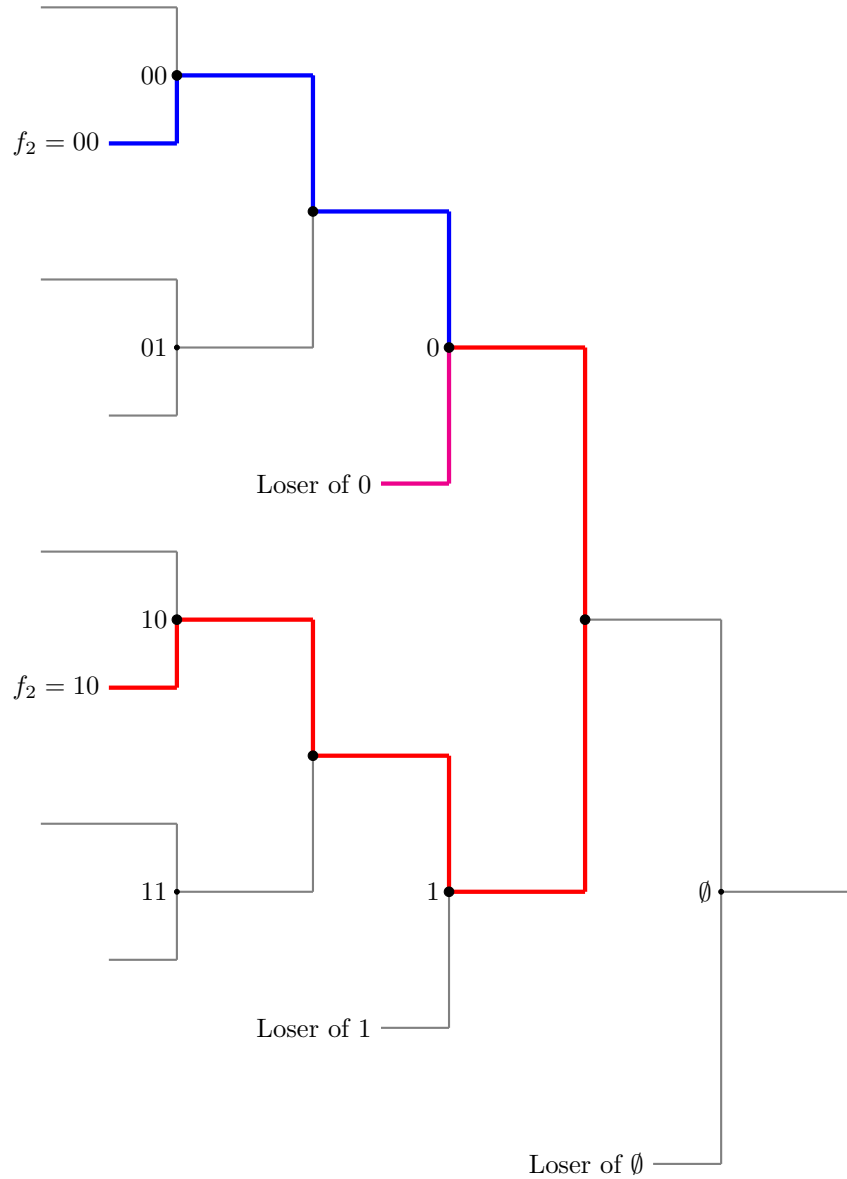 00
f₂ = 00
01
0
Loser of 0
10
f₂ = 10
11
1
∅
Loser of 1
Loser of ∅